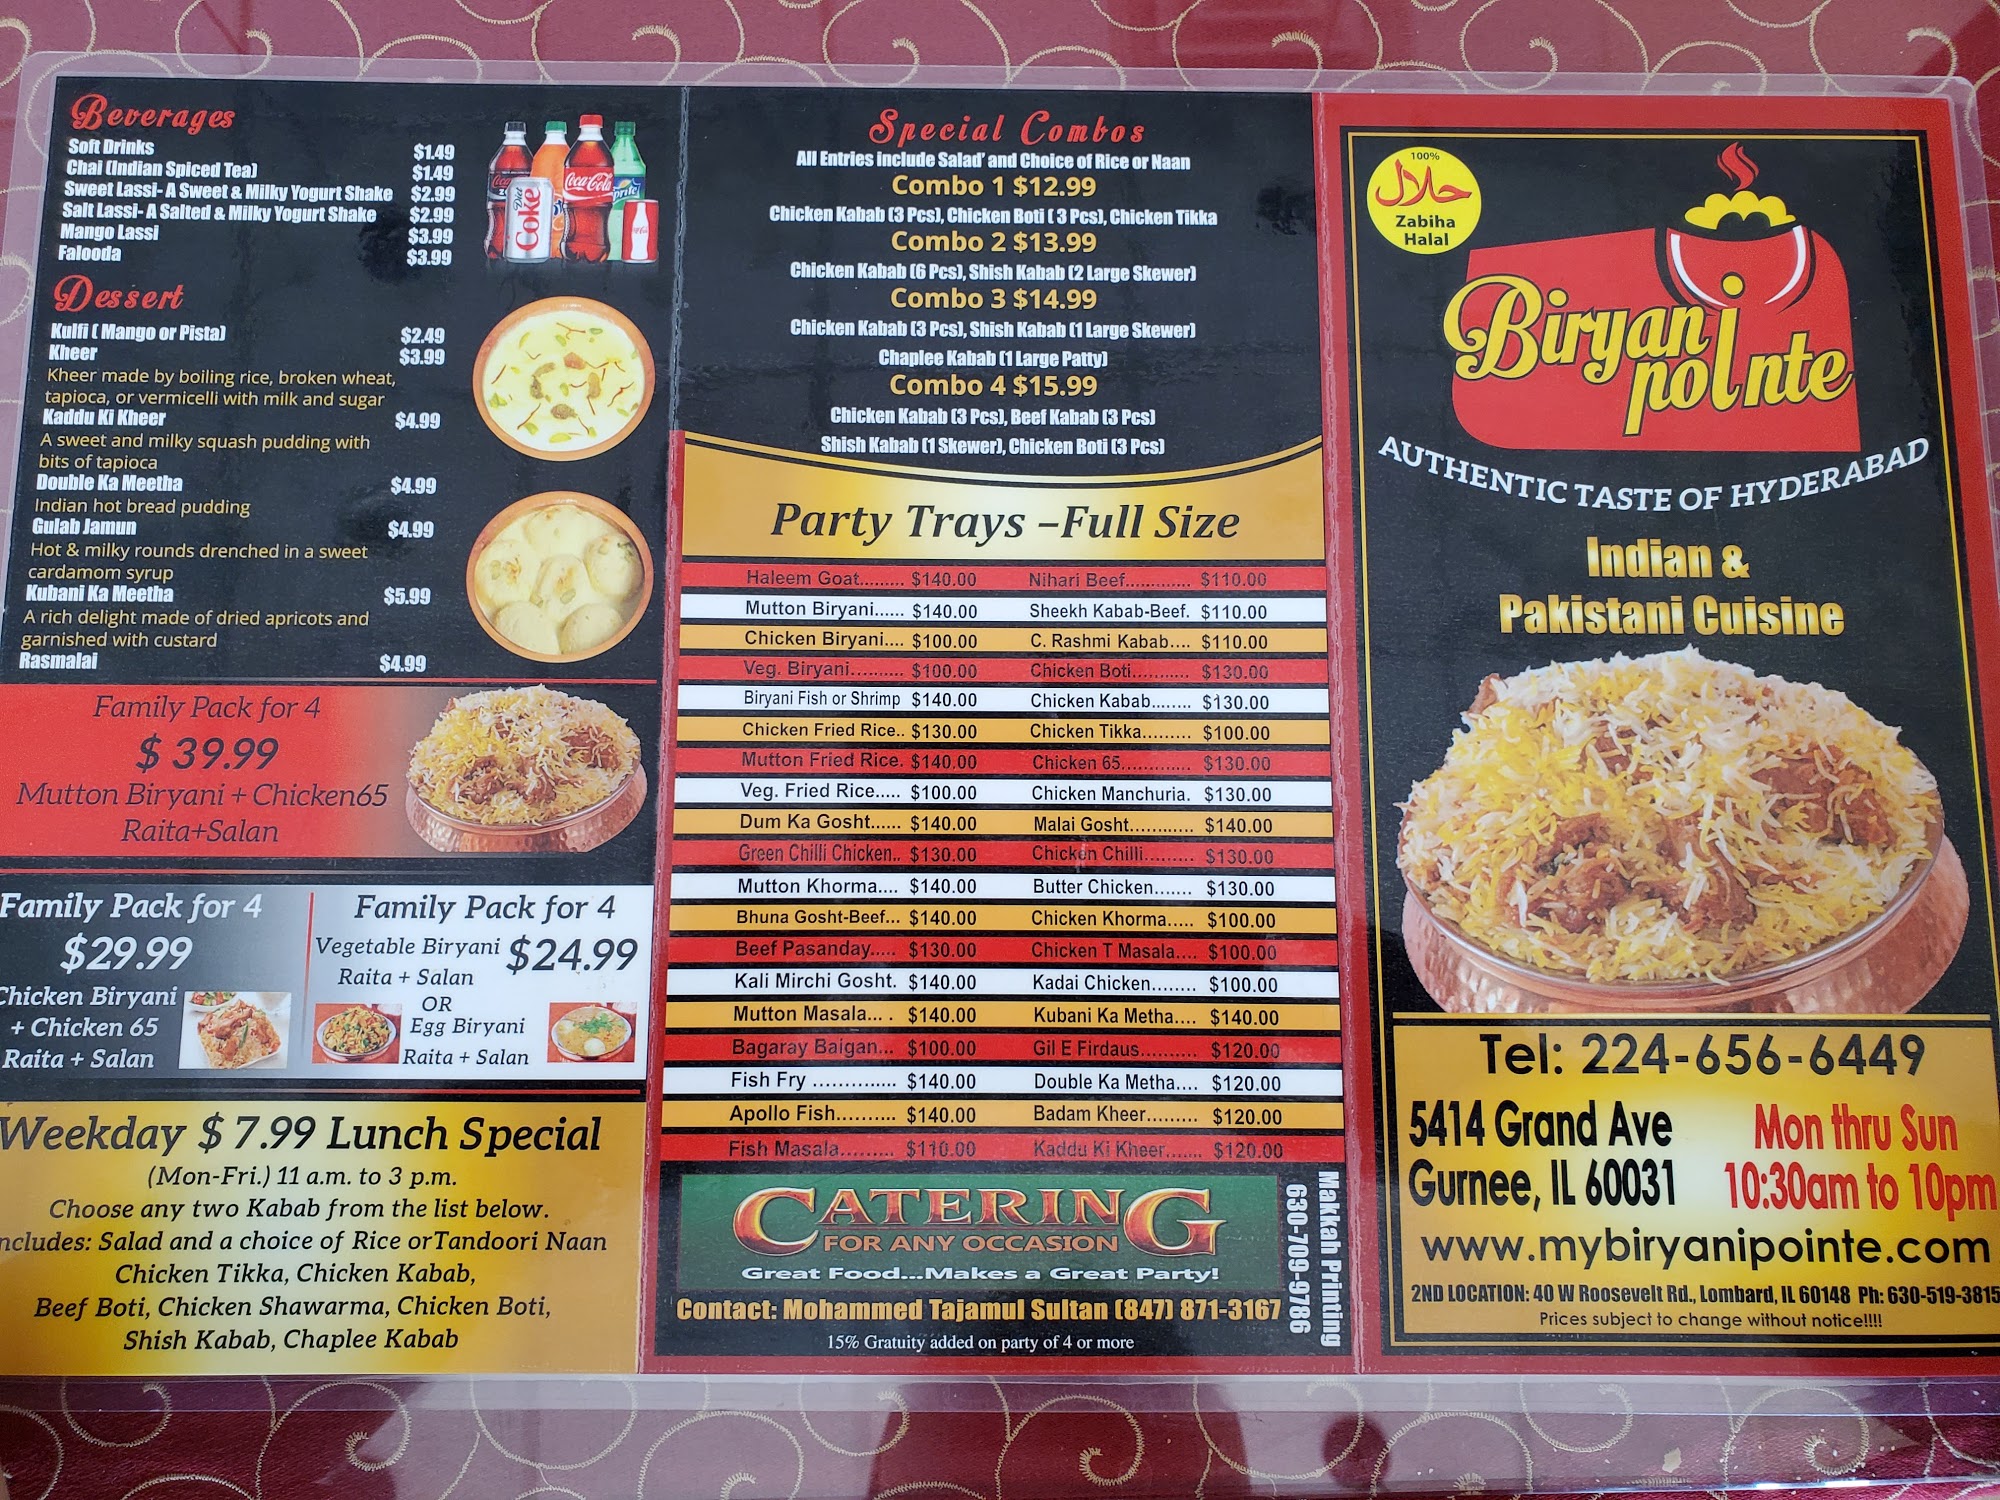 Beverages
Soft Drinks $1.49
Chai (Indian Spiced Tea) $1.49
Sweet Lassi- A Sweet & Milky Yogurt Shake $2.99
Salt Lassi- A Salted & Milky Yogurt Shake $2.99
Mango Lassi $3.99
Falooda $3.99
Coca-Cola
Sprite
Diet
Coke
Dessert
Kulfi ( Mango or Pista) $2.49
Kheer $3.99
Kheer made by boiling rice, broken wheat,
tapioca, or vermicelli with milk and sugar
Kaddu Ki Kheer $4.99
A sweet and milky squash pudding with
bits of tapioca
Double Ka Meetha $4.99
Indian hot bread pudding
Gulab Jamun $4.99
Hot & milky rounds drenched in a sweet
cardamom syrup
Kubani Ka Meetha $5.99
A rich delight made of dried apricots and
garnished with custard
Rasmalai $4.99
Family Pack for 4
$ 39.99
Mutton Biryani + Chicken65
Raita+Salan
Family Pack for 4
$29.99
Chicken Biryani
+ Chicken 65
Raita + Salan
Family Pack for 4
Vegetable Biryani $24.99
Raita + Salan
OR
Egg Biryani
Raita + Salan
Weekday $ 7.99 Lunch Special
(Mon-Fri.) 11 a.m. to 3 p.m.
Choose any two Kabab from the list below.
ncludes: Salad and a choice of Rice orTandoori Naan
Chicken Tikka, Chicken Kabab,
Beef Boti, Chicken Shawarma, Chicken Boti,
Shish Kabab, Chaplee Kabab
Special Combos
All Entries include Salad' and Choice of Rice or Naan
Combo 1 $12.99
Chicken Kabab (3 Pcs), Chicken Boti ( 3 Pcs), Chicken Tikka
Combo 2 $13.99
Chicken Kabab (6 Pcs), Shish Kabab (2 Large Skewer)
Combo 3 $14.99
Chicken Kabab (3 Pcs), Shish Kabab (1 Large Skewer)
Chaplee Kabab (1 Large Patty)
Combo 4 $15.99
Chicken Kabab (3 Pcs), Beef Kabab (3 Pcs)
Shish Kabab (1 Skewer), Chicken Boti (3 Pcs)
Party Trays –Full Size
Haleem Goat......... $140.00 Nihari Beef............. $110.00
Mutton Biryani...... $140.00 Sheekh Kabab-Beef. $110.00
Chicken Biryani.... $100.00 C. Rashmi Kabab.... $110.00
Veg. Biryani.......... $100.00 Chicken Boti........... $130.00
Biryani Fish or Shrimp $140.00 Chicken Kabab........ $130.00
Chicken Fried Rice.. $130.00 Chicken Tikka......... $100.00
Mutton Fried Rice. $140.00 Chicken 65............. $130.00
Veg. Fried Rice..... $100.00 Chicken Manchuria. $130.00
Dum Ka Gosht...... $140.00 Malai Gosht............ $140.00
Green Chilli Chicken.. $130.00 Chicken Chilli......... $130.00
Mutton Khorma.... $140.00 Butter Chicken....... $130.00
Bhuna Gosht-Beef... $140.00 Chicken Khorma..... $100.00
Beef Pasanday..... $130.00 Chicken T Masala.... $100.00
Kali Mirchi Gosht. $140.00 Kadai Chicken........ $100.00
Mutton Masala... . $140.00 Kubani Ka Metha.... $140.00
Bagaray Baigan... $100.00 Gil E Firdaus.......... $120.00
Fish Fry ............... $140.00 Double Ka Metha.... $120.00
Apollo Fish.......... $140.00 Badam Kheer......... $120.00
Fish Masala......... $110.00 Kaddu Ki Kheer....... $120.00
CATERING
FOR ANY OCCASION
Great Food...Makes a Great Party!
Contact: Mohammed Tajamul Sultan (847) 871-3167
15% Gratuity added on party of 4 or more
Makkah Printing
630-709-9786
100%
حلال
Zabiha
Halal
Biryani
pointe
AUTHENTIC TASTE OF HYDERABAD
Indian &
Pakistani Cuisine
Tel: 224-656-6449
5414 Grand Ave
Gurnee, IL 60031
Mon thru Sun
10:30am to 10pm
www.mybiryanipointe.com
2ND LOCATION: 40 W Roosevelt Rd., Lombard, IL 60148 Ph: 630-519-3815
Prices subject to change without notice!!!!